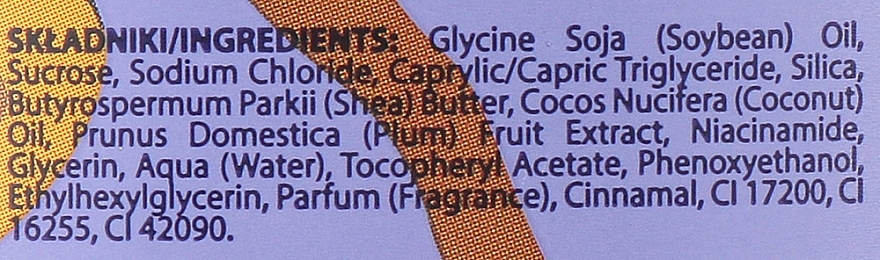 SKŁADNIKI/INGREDIENTS: Glycine Soja (Soybean) Oil,
Sucrose, Sodium Chloride, Caprylic/Capric Triglyceride, Silica,
Butyrospermum Parkii (Shea) Butter, Cocos Nucifera (Coconut)
Oil, Prunus Domestica (Plum) Fruit Extract, Niacinamide,
Glycerin, Aqua (Water), Tocopheryl Acetate, Phenoxyethanol,
Ethylhexylglycerin, Parfum (Fragrance), Cinnamal, CI 17200, CI
16255, CI 42090.